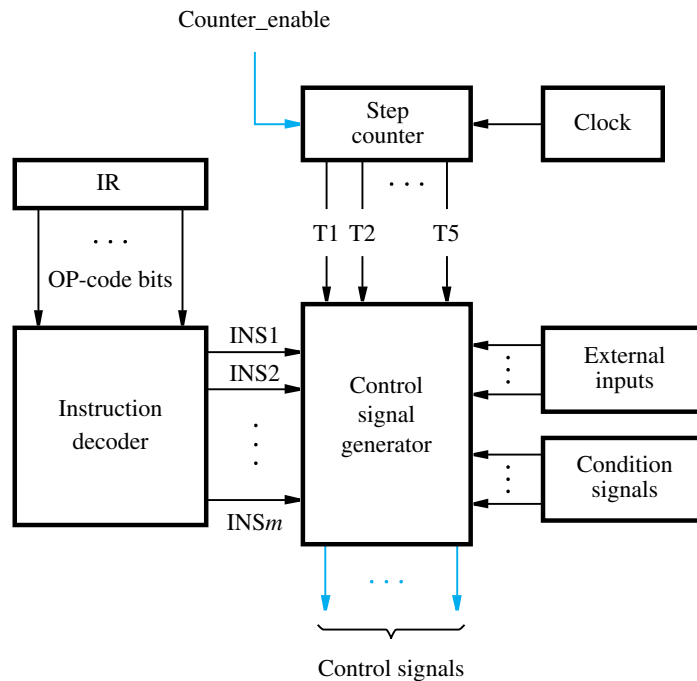 Counter_enable
Step
counter
Clock
IR
. . .
T1 T2 T5
. . .
OP-code bits
INS1
INS2
INSm
Instruction
decoder
Control
signal
generator
External
inputs
Condition
signals
. . .
Control signals